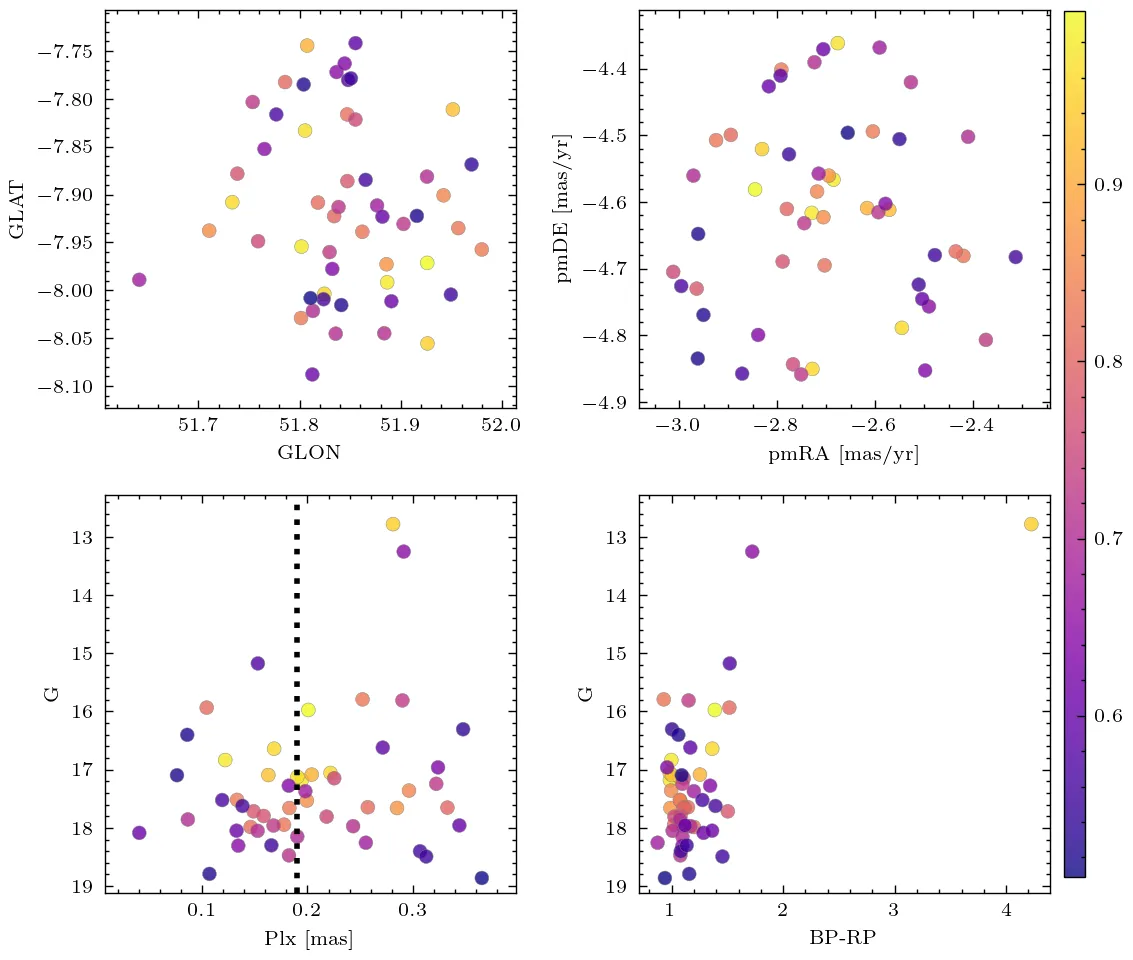 −7.75
−7.80
−7.85
−7.90
−7.95
−8.00
−8.05
−8.10
GLAT
51.7 51.8 51.9 52.0
GLON
−4.4
−4.5
−4.6
−4.7
−4.8
−4.9
pmDE [mas/yr]
−3.0 −2.8 −2.6 −2.4
pmRA [mas/yr]
13
14
15
16
17
18
19
G
0.1 0.2 0.3
Plx [mas]
13
14
15
16
17
18
19
G
1 2 3 4
BP-RP
0.9
0.8
0.7
0.6